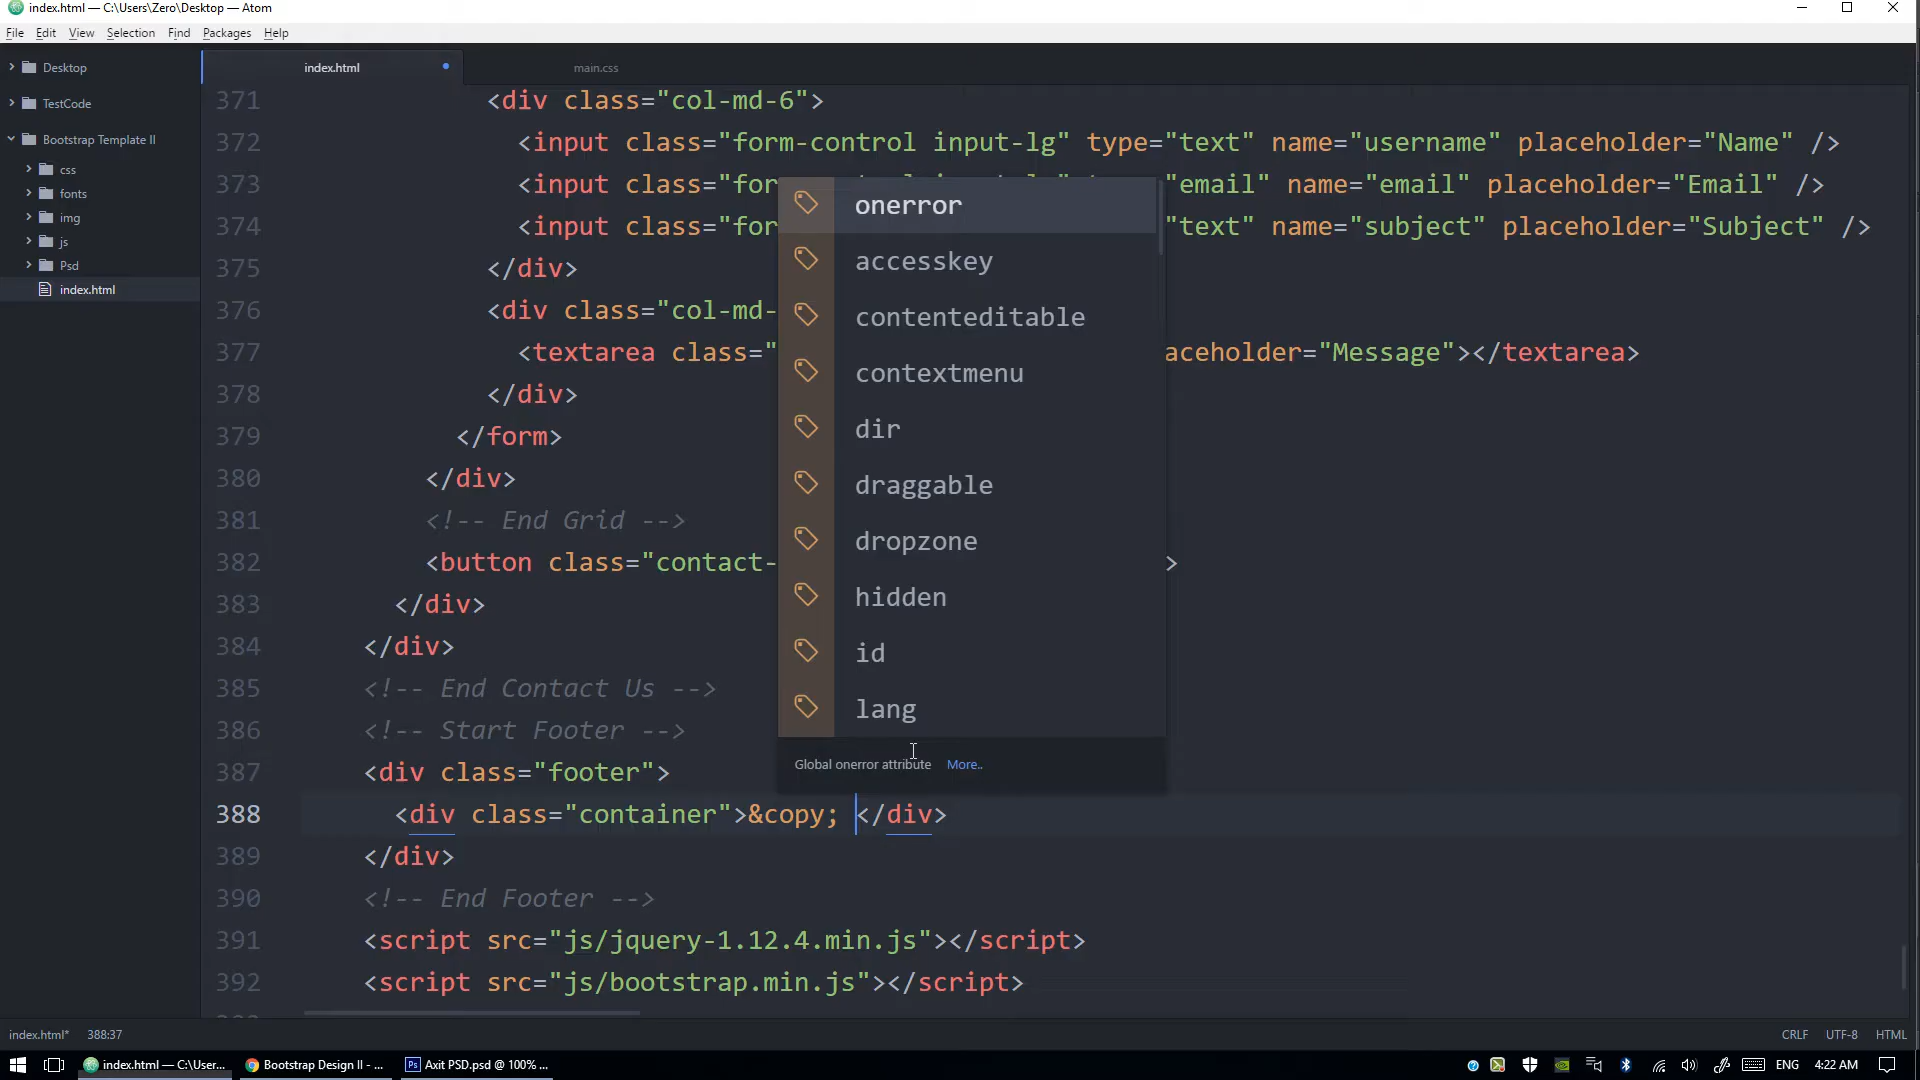 index.html — C:\Users\Zero\Desktop — Atom
File Edit View Selection Find Packages Help
Desktop
TestCode
Bootstrap Template II
css
fonts
img
js
Psd
index.html
index.html
main.css
371 <div class="col-md-6">
372 <input class="form-control input-lg" type="text" name="username" placeholder="Name" />
373 <input class="for "email" name="email" placeholder="Email" />
374 <input class="for "text" name="subject" placeholder="Subject" />
375 </div>
376 <div class="col-md-
377 <textarea class=" aceholder="Message"></textarea>
378 </div>
379 </form>
380 </div>
381 <!-- End Grid -->
382 <button class="contact- >
383 </div>
384 </div>
385 <!-- End Contact Us -->
386 <!-- Start Footer -->
387 <div class="footer">
388 <div class="container">&copy; </div>
389 </div>
390 <!-- End Footer -->
391 <script src="js/jquery-1.12.4.min.js"></script>
392 <script src="js/bootstrap.min.js"></script>
onerror
accesskey
contenteditable
contextmenu
dir
draggable
dropzone
hidden
id
lang
Global onerror attribute More..
index.html* 388:37 CRLF UTF-8 HTML
index.html — C:\User... Bootstrap Design II - ... Ps Axit PSD.psd @ 100% ... ENG 4:22 AM